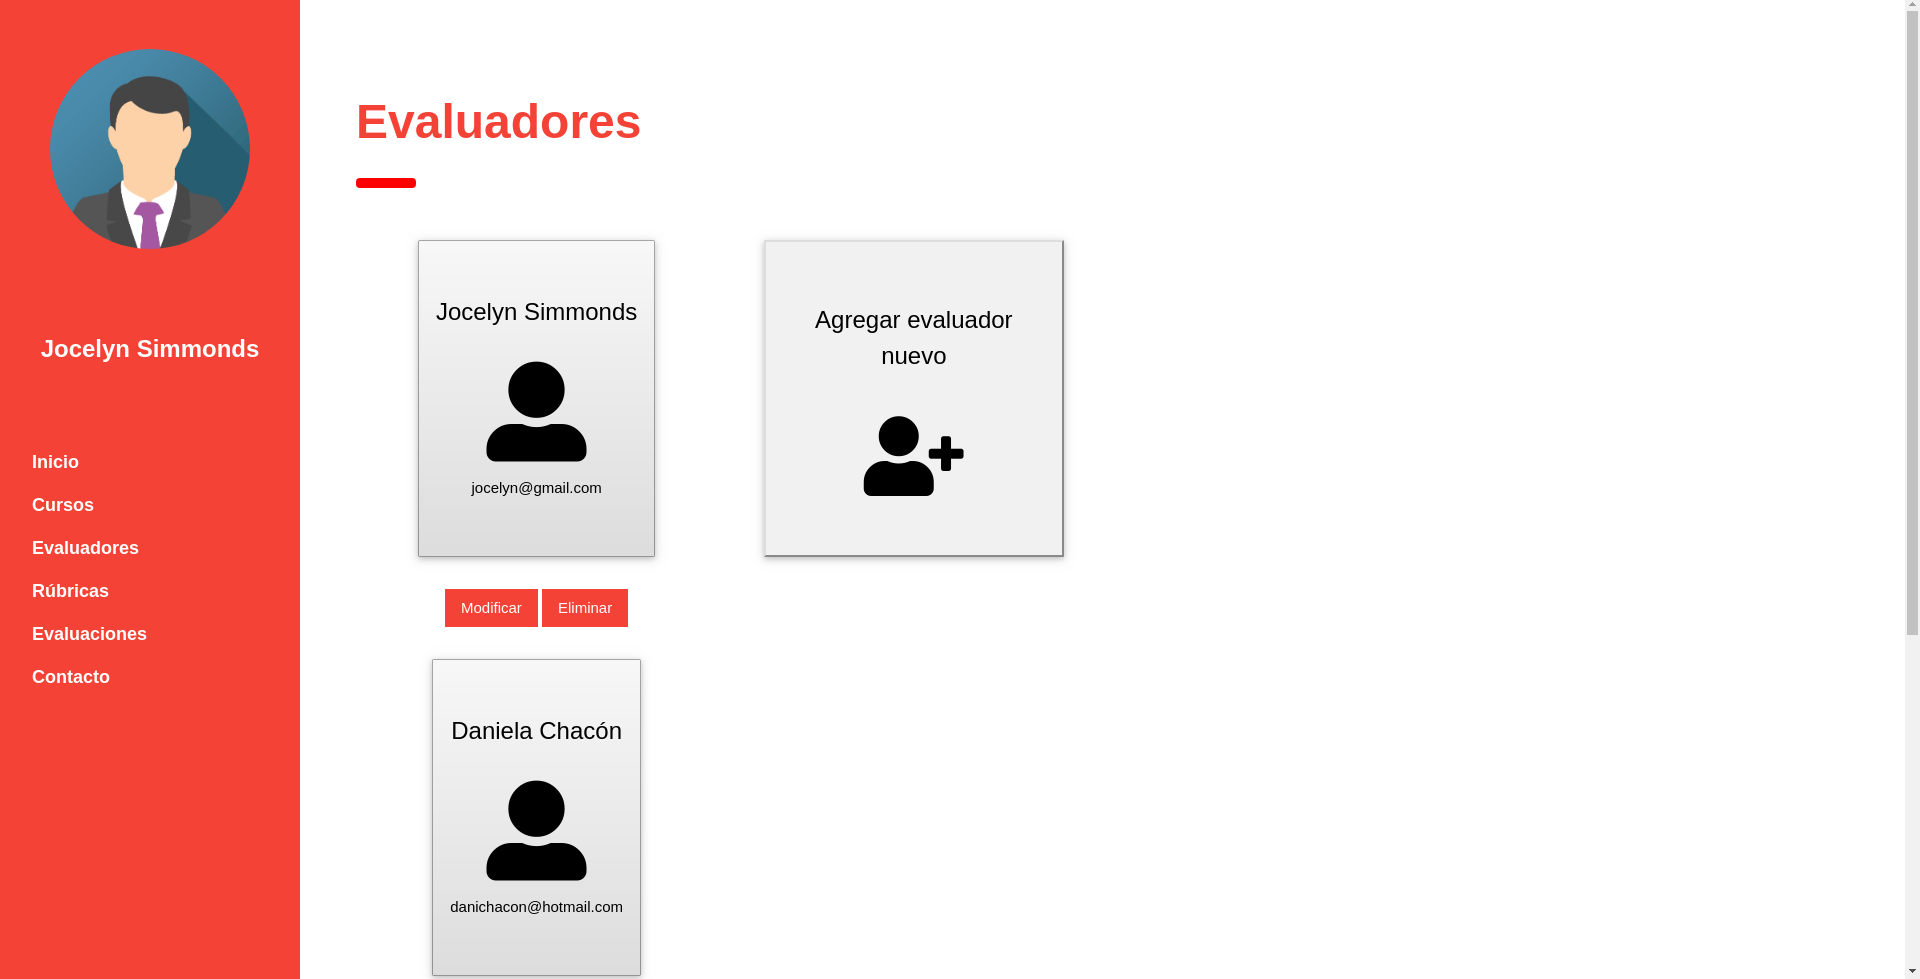 Jocelyn Simmonds
Inicio
Cursos
Evaluadores
Rúbricas
Evaluaciones
Contacto
Evaluadores
Jocelyn Simmonds
jocelyn@gmail.com
Modificar
Eliminar
Agregar evaluador
nuevo
Daniela Chacón
danichacon@hotmail.com